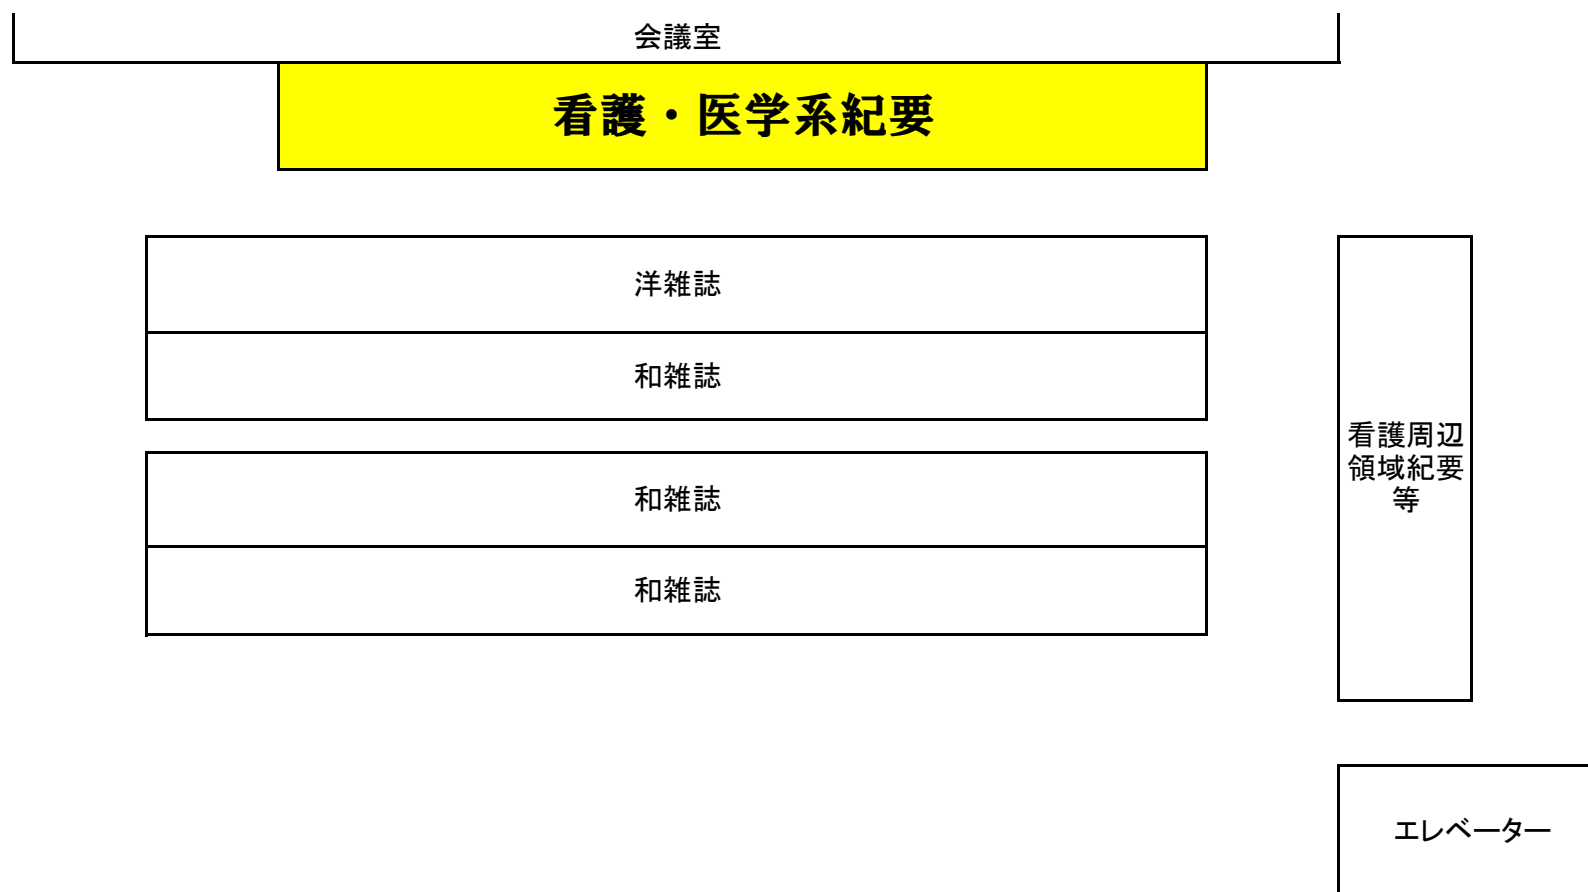 会議室
看護・医学系紀要
洋雑誌
和雑誌
和雑誌
和雑誌
看護周辺
領域紀要
等
エレベーター